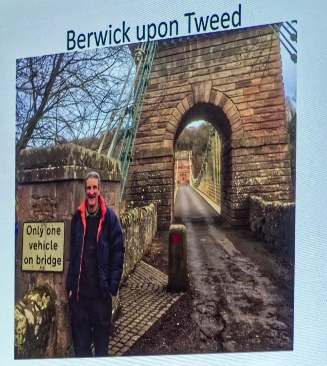 Berwick upon Tweed
Only one
vehicle
on bridge